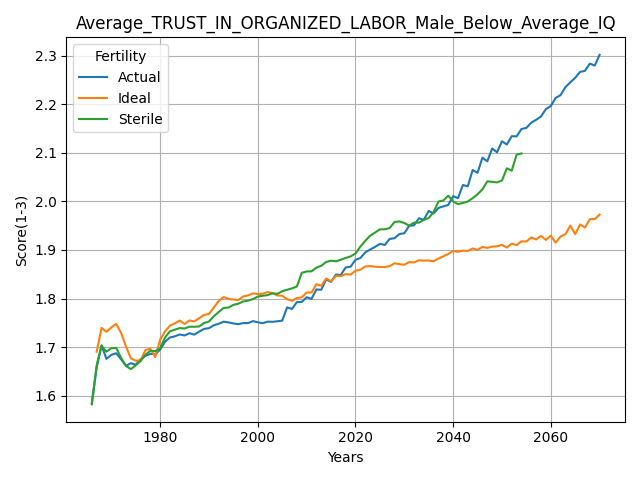 Average_TRUST_IN_ORGANIZED_LABOR_Male_Below_Average_IQ
Fertility
Actual
Ideal
Sterile
2.3
2.2
2.1
2.0
1.9
1.8
1.7
1.6
Score(1-3)
1980
2000
2020
2040
2060
Years